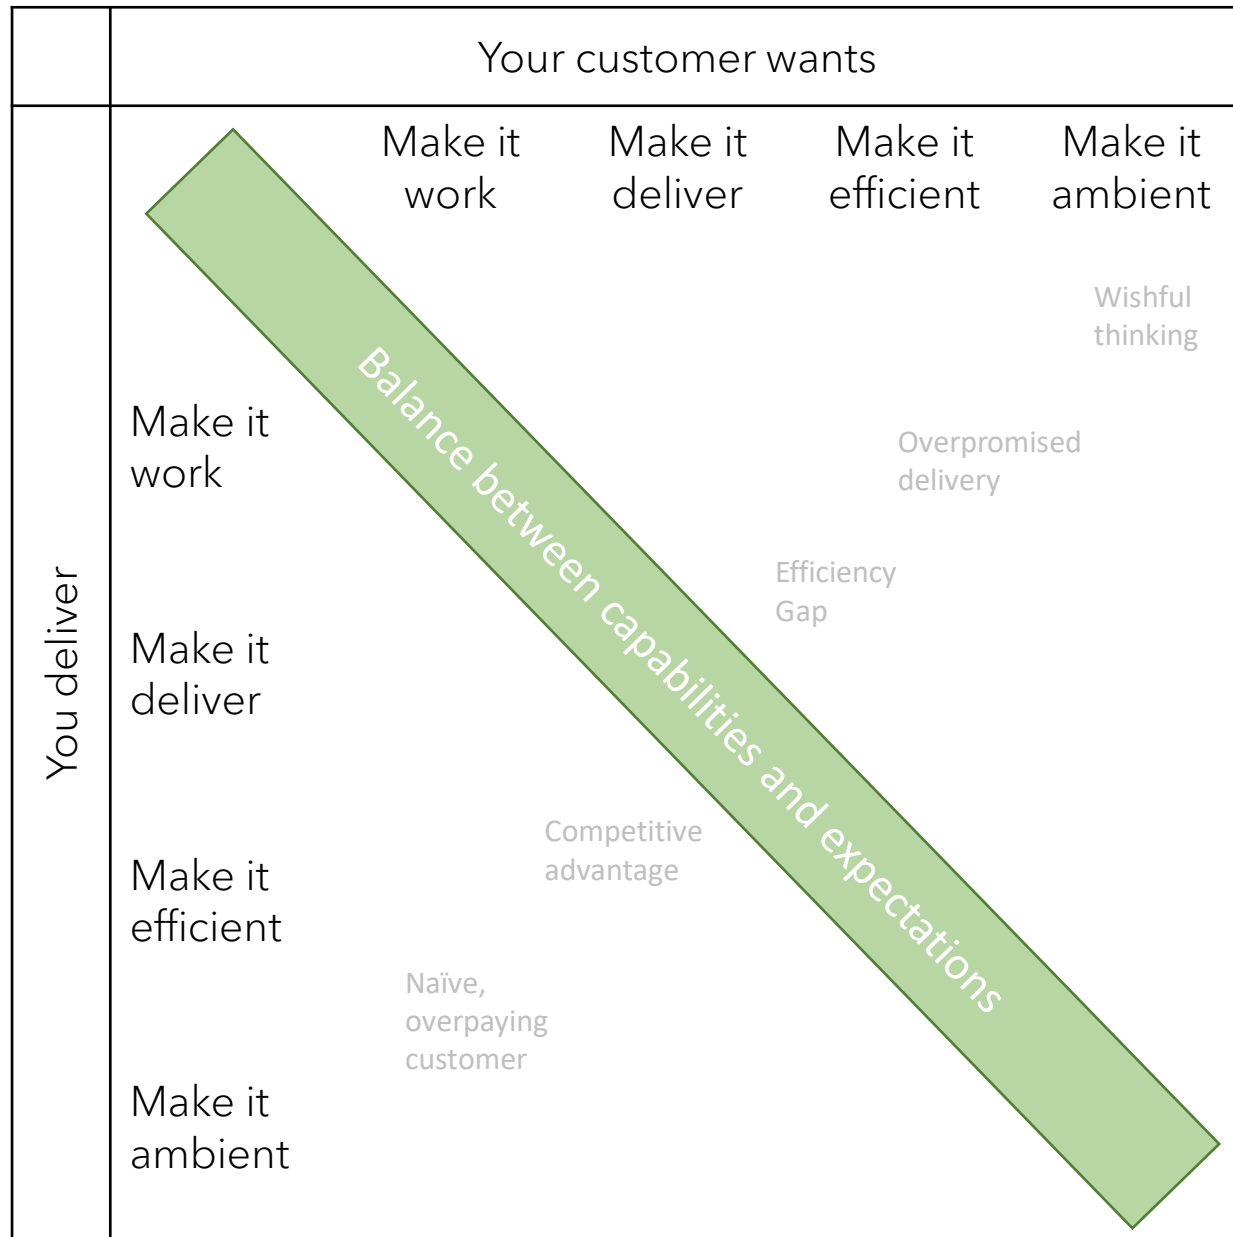 Your customer wants
Make it
work
Make it
deliver
Make it
efficient
Make it
ambient
You deliver
Make it
work
Make it
deliver
Make it
efficient
Make it
ambient
Balance between capabilities and expectations
Wishful
thinking
Overpromised
delivery
Efficiency
Gap
Competitive
advantage
Naïve,
overpaying
customer